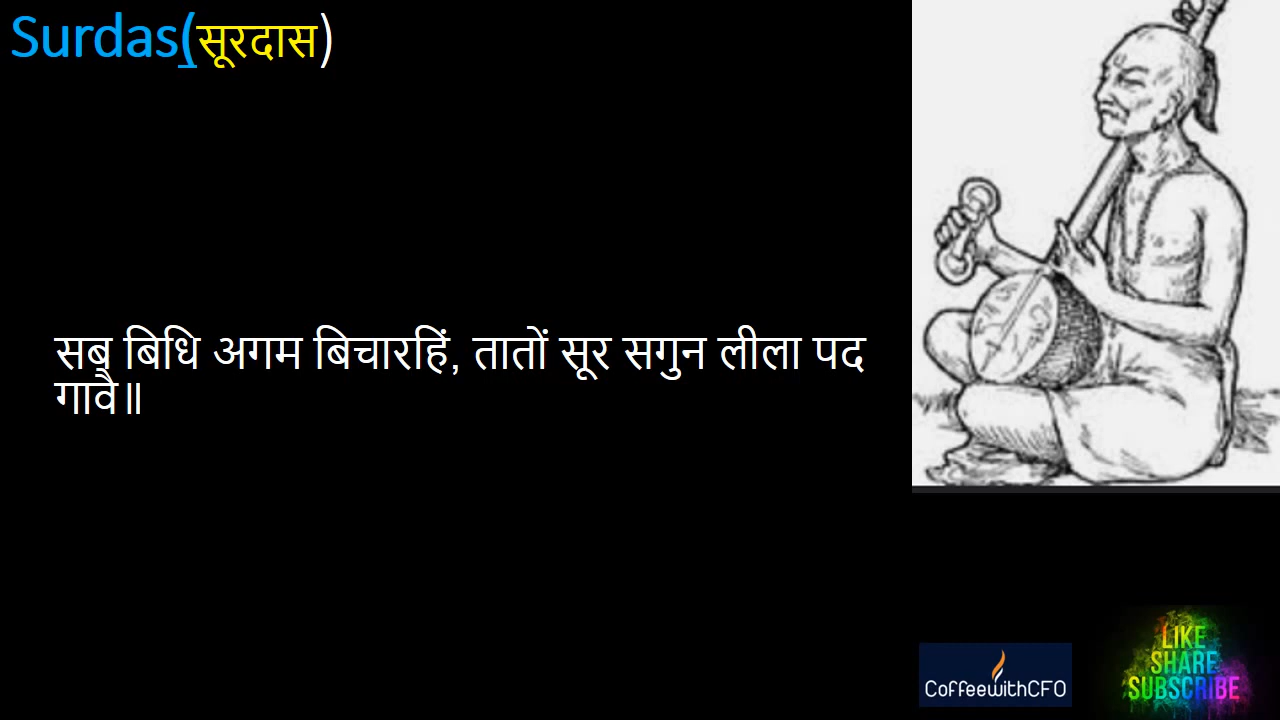 Surdas(सूरदास)
सब बिधि अगम बिचारहिं, तातों सूर सगुन लीला पद
गावै॥
CoffeewithCFO
LIKE
SHARE
SUBSCRIBE